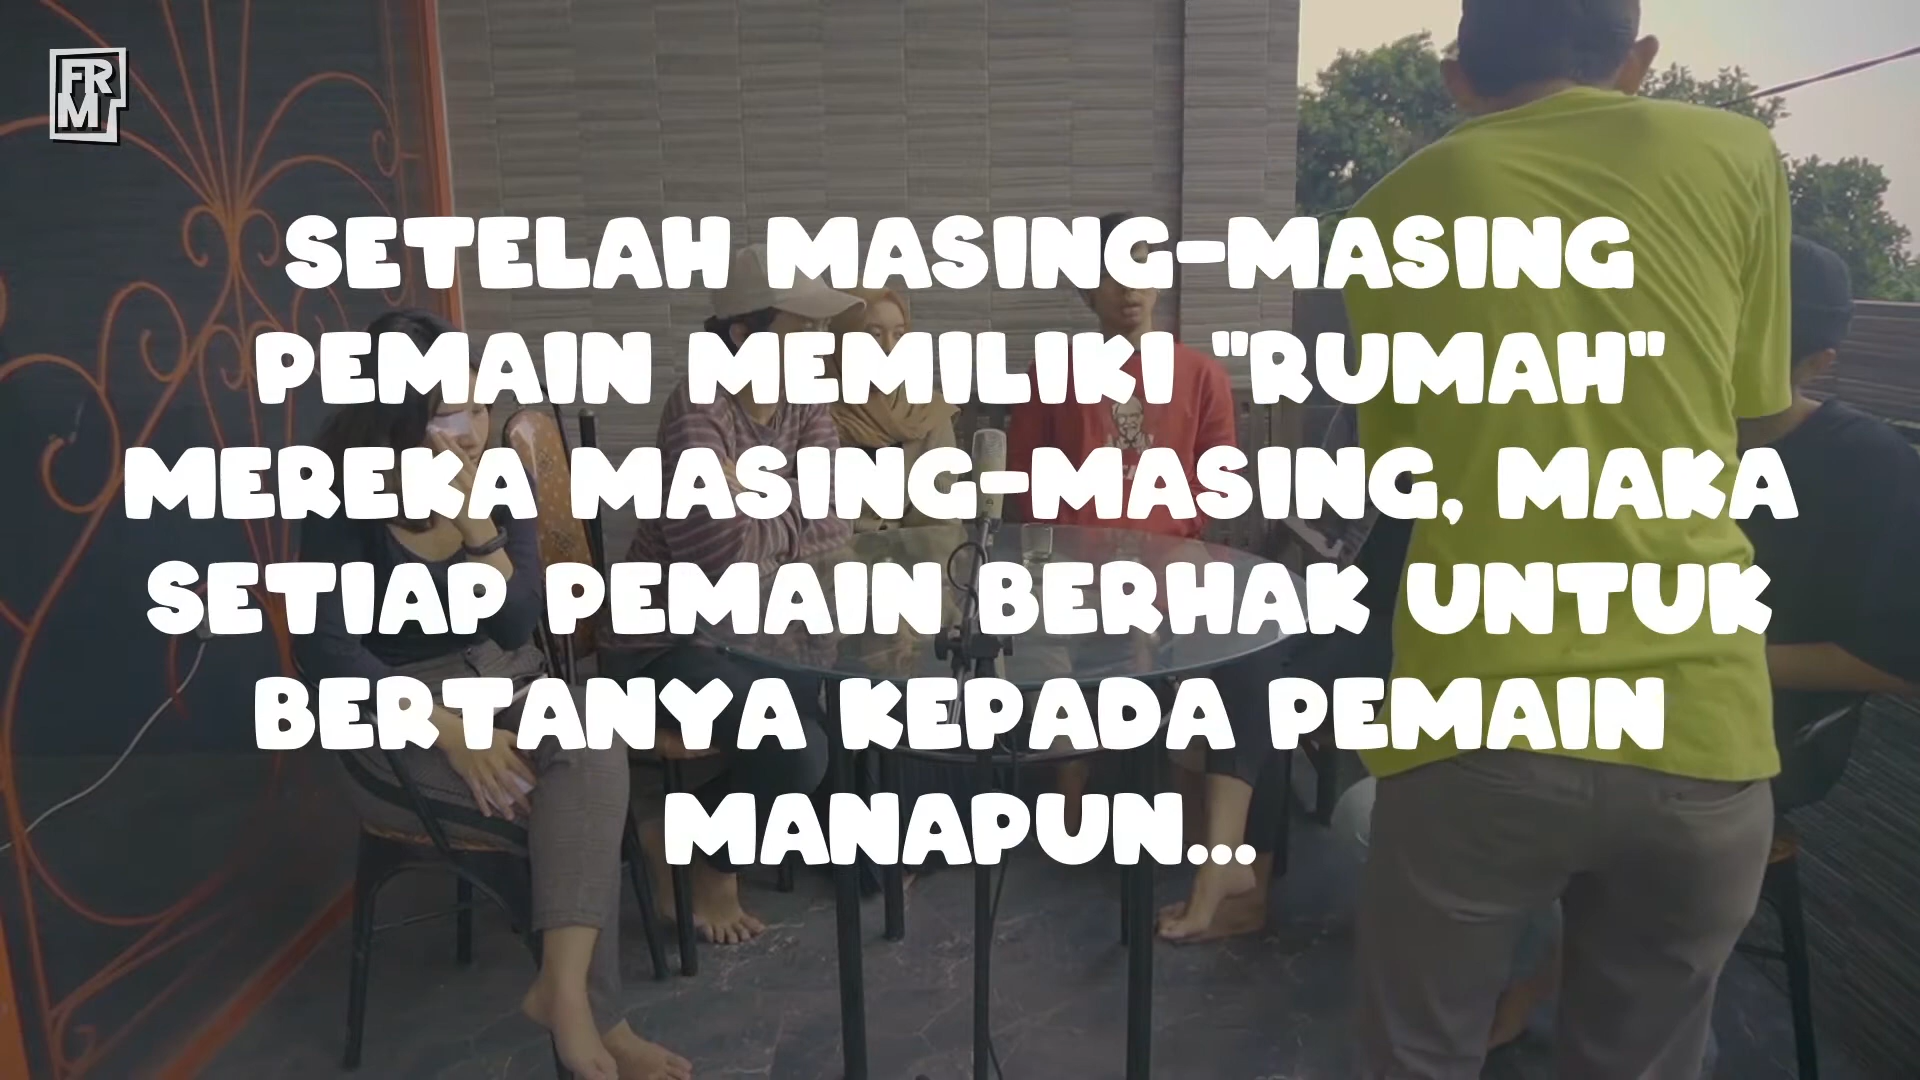 FR
M
SETELAH MASING-MASING
PEMAIN MEMILIKI "RUMAH"
MEREKA MASING-MASING, MAKA
SETIAP PEMAIN BERHAK UNTUK
BERTANYA KEPADA PEMAIN
MANAPUN...